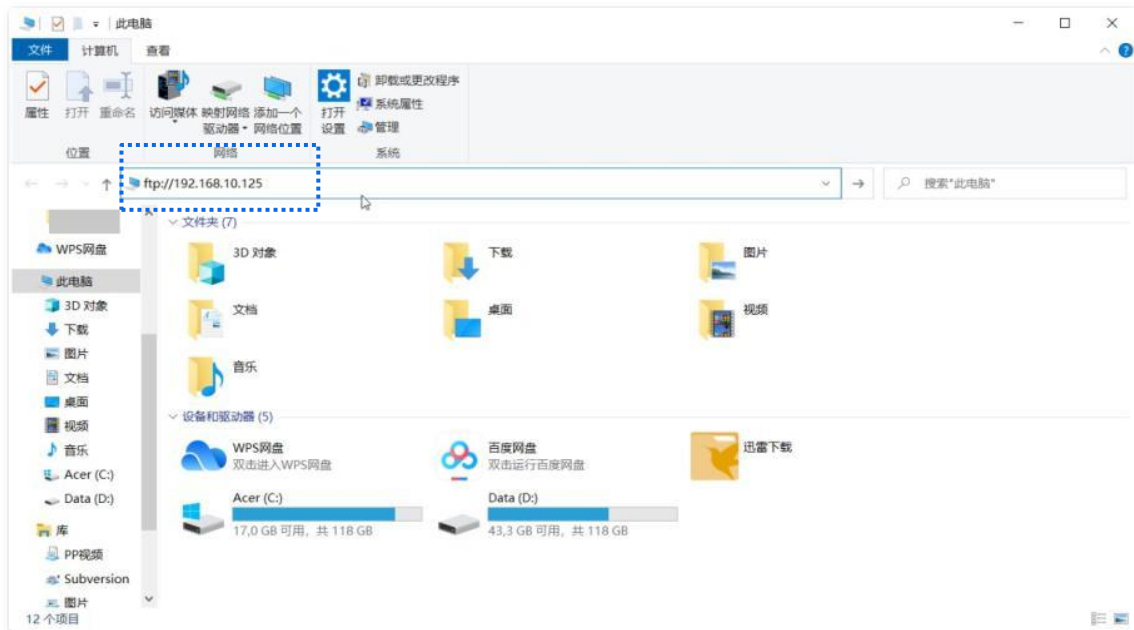 此电脑
文件 计算机 查看
属性 打开 重命名 访问媒体 映射网络驱动器 添加一个网络位置 打开设置 卸载或更改程序
系统属性
管理
位置 网络 系统
ftp://192.168.10.125 搜索"此电脑"
WPS网盘
此电脑
3D 对象
下载
图片
文档
桌面
视频
音乐
Acer (C:)
Data (D:)
库
PP视频
Subversion
图片
文件夹 (7)
3D 对象 下载 图片
文档 桌面 视频
音乐
设备和驱动器 (5)
WPS网盘 百度网盘 迅雷下载
双击进入WPS网盘 双击运行百度网盘
Acer (C:) Data (D:)
17,0 GB 可用，共 118 GB 43,3 GB 可用，共 118 GB
12 个项目